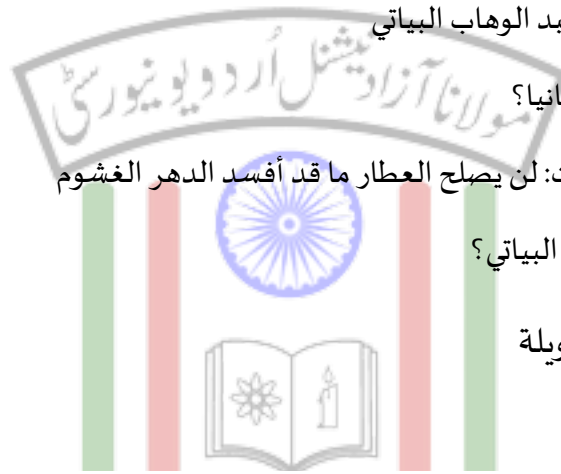 بد الوهاب البياتي
مولانا آزاد نیشنل اُردو یونیورسٹی
انيا؟
ت: لن يصلح العطار ما قد أفسد الدهر الغشوم
البياتي؟
ويلة